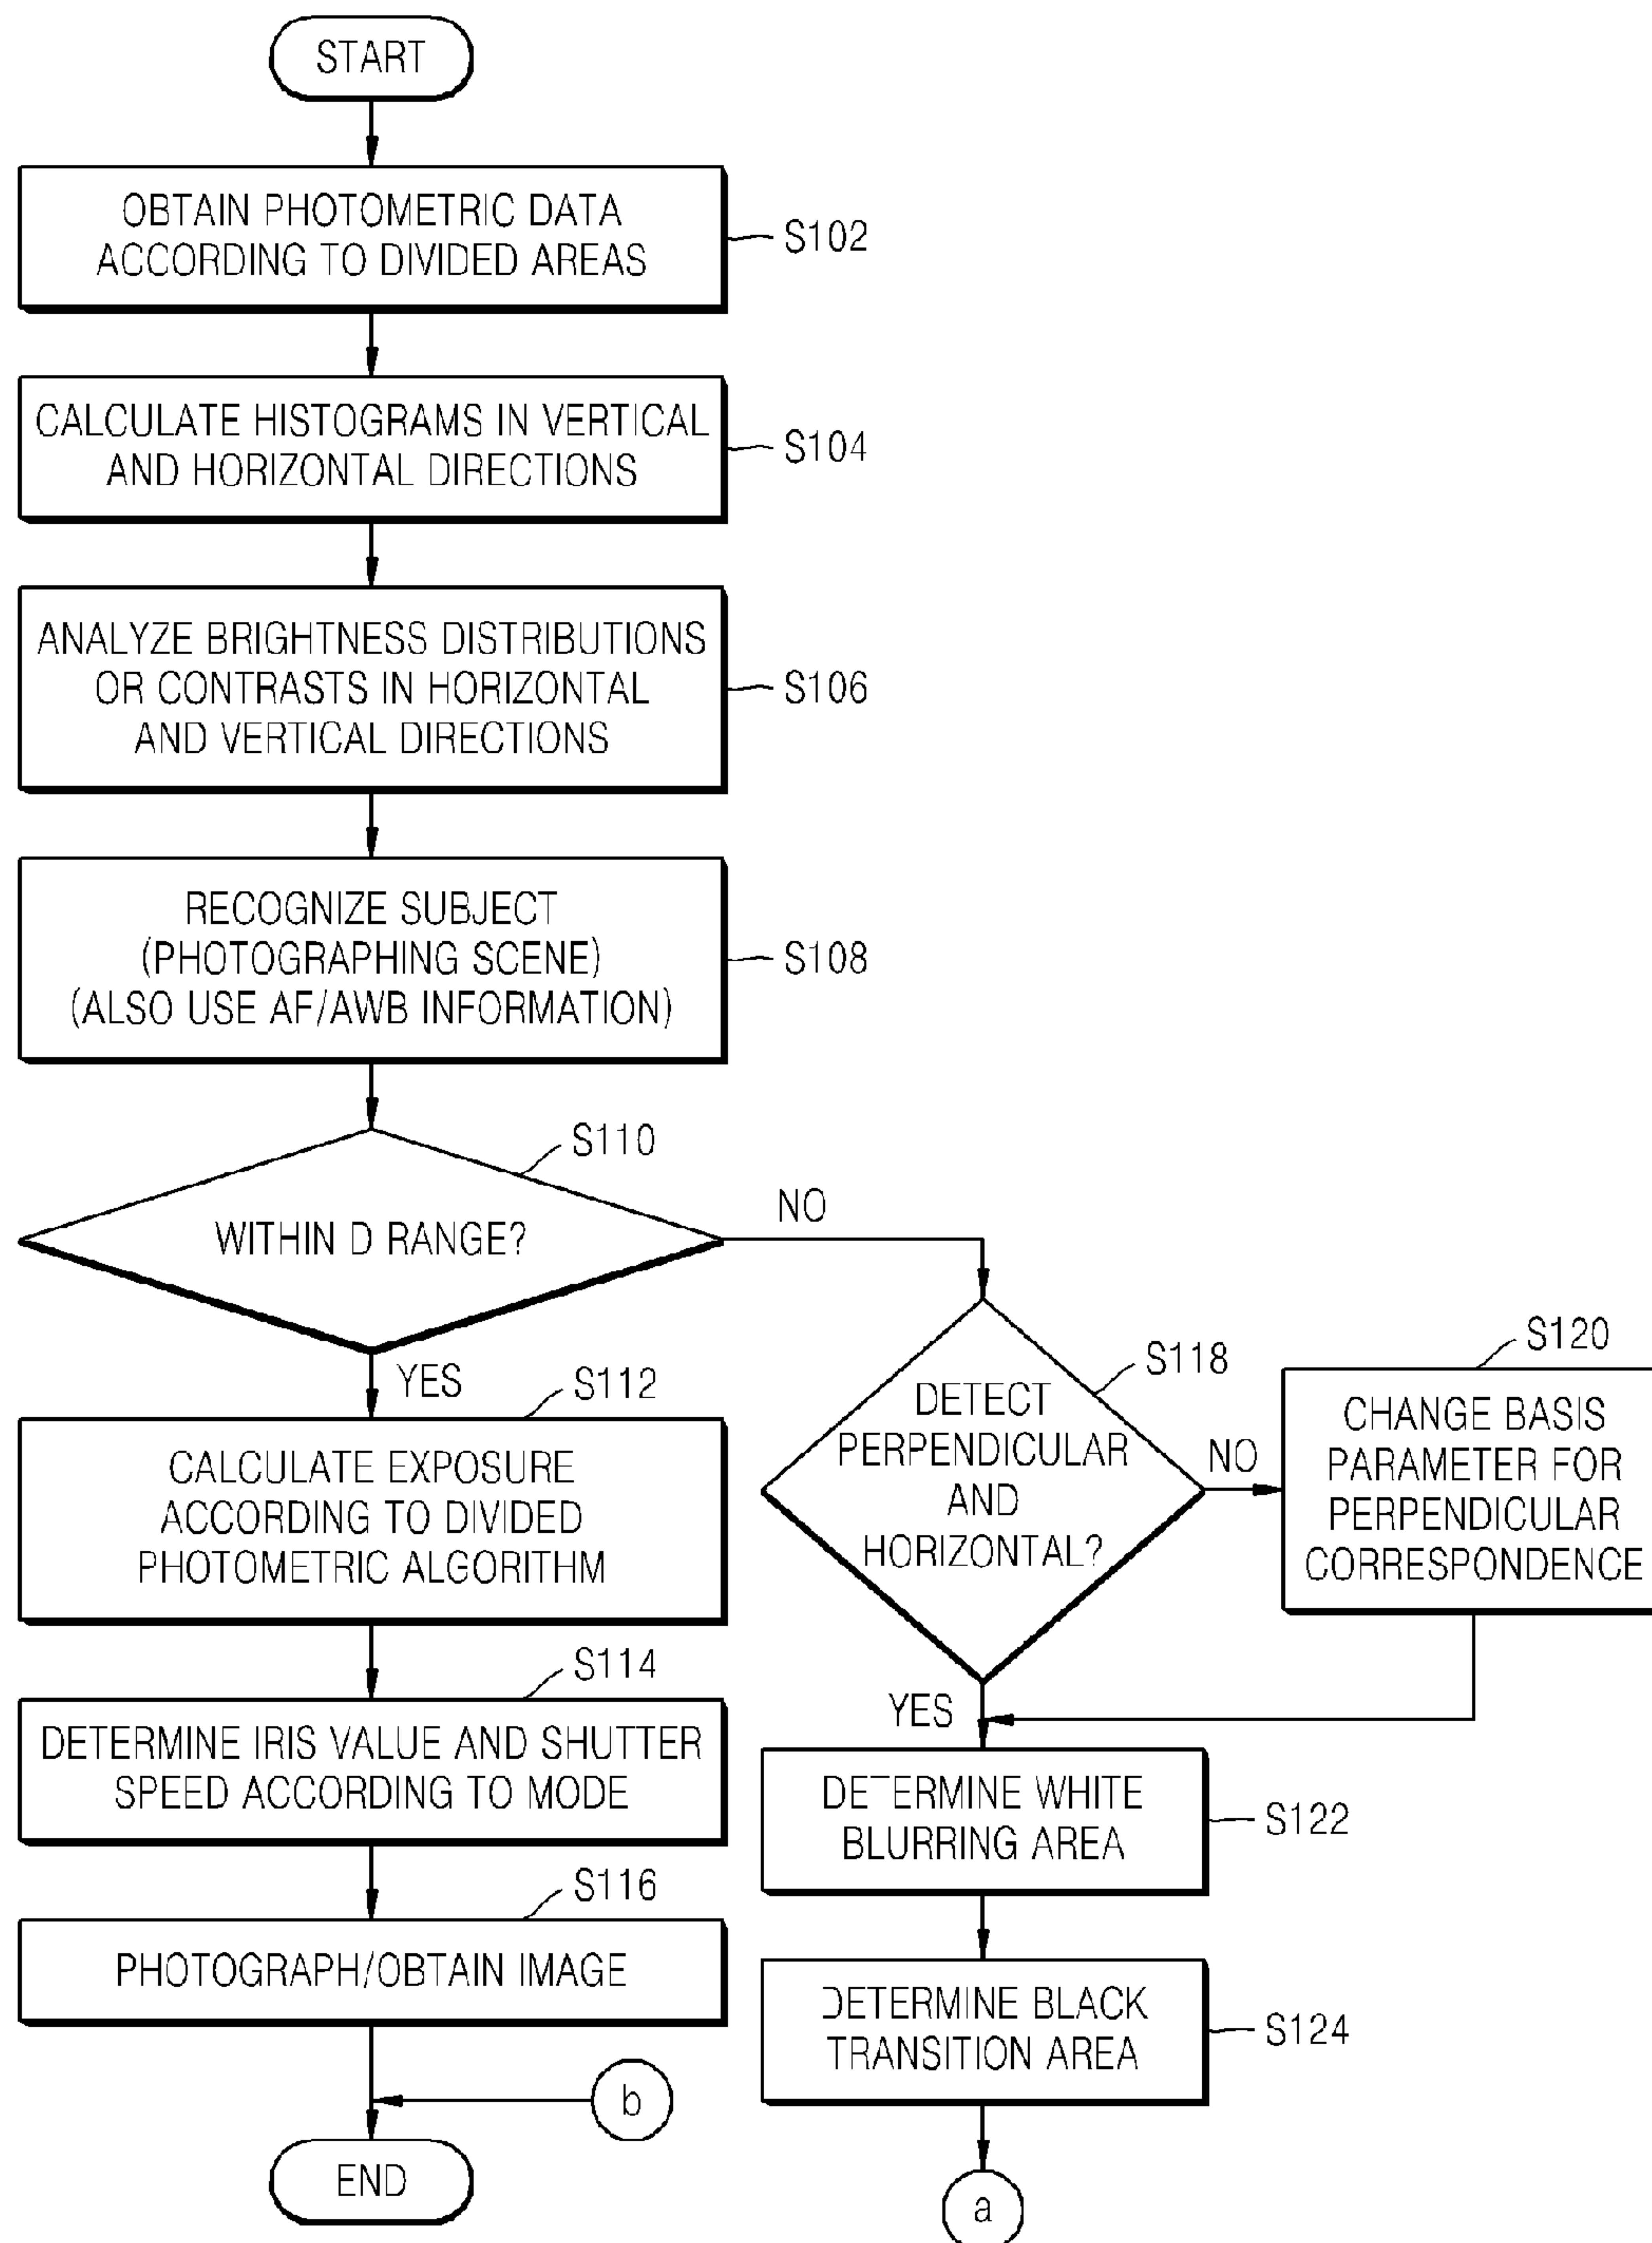 START
OBTAIN PHOTOMETRIC DATA
ACCORDING TO DIVIDED AREAS
S102
CALCULATE HISTOGRAMS IN VERTICAL
AND HORIZONTAL DIRECTIONS
S104
ANALYZE BRIGHTNESS DISTRIBUTIONS
OR CONTRASTS IN HORIZONTAL
AND VERTICAL DIRECTIONS
S106
RECOGNIZE SUBJECT
(PHOTOGRAPHING SCENE)
(ALSO USE AF/AWB INFORMATION)
S108
S110
WITHIN D RANGE?
NO
YES
S112
CALCULATE EXPOSURE
ACCORDING TO DIVIDED
PHOTOMETRIC ALGORITHM
S114
DETERMINE IRIS VALUE AND SHUTTER
SPEED ACCORDING TO MODE
S116
PHOTOGRAPH/OBTAIN IMAGE
b
END
S118
DETECT
PERPENDICULAR
AND
HORIZONTAL?
NO
YES
S120
CHANGE BASIS
PARAMETER FOR
PERPENDICULAR
CORRESPONDENCE
DETERMINE WHITE
BLURRING AREA
S122
DETERMINE BLACK
TRANSITION AREA
S124
a